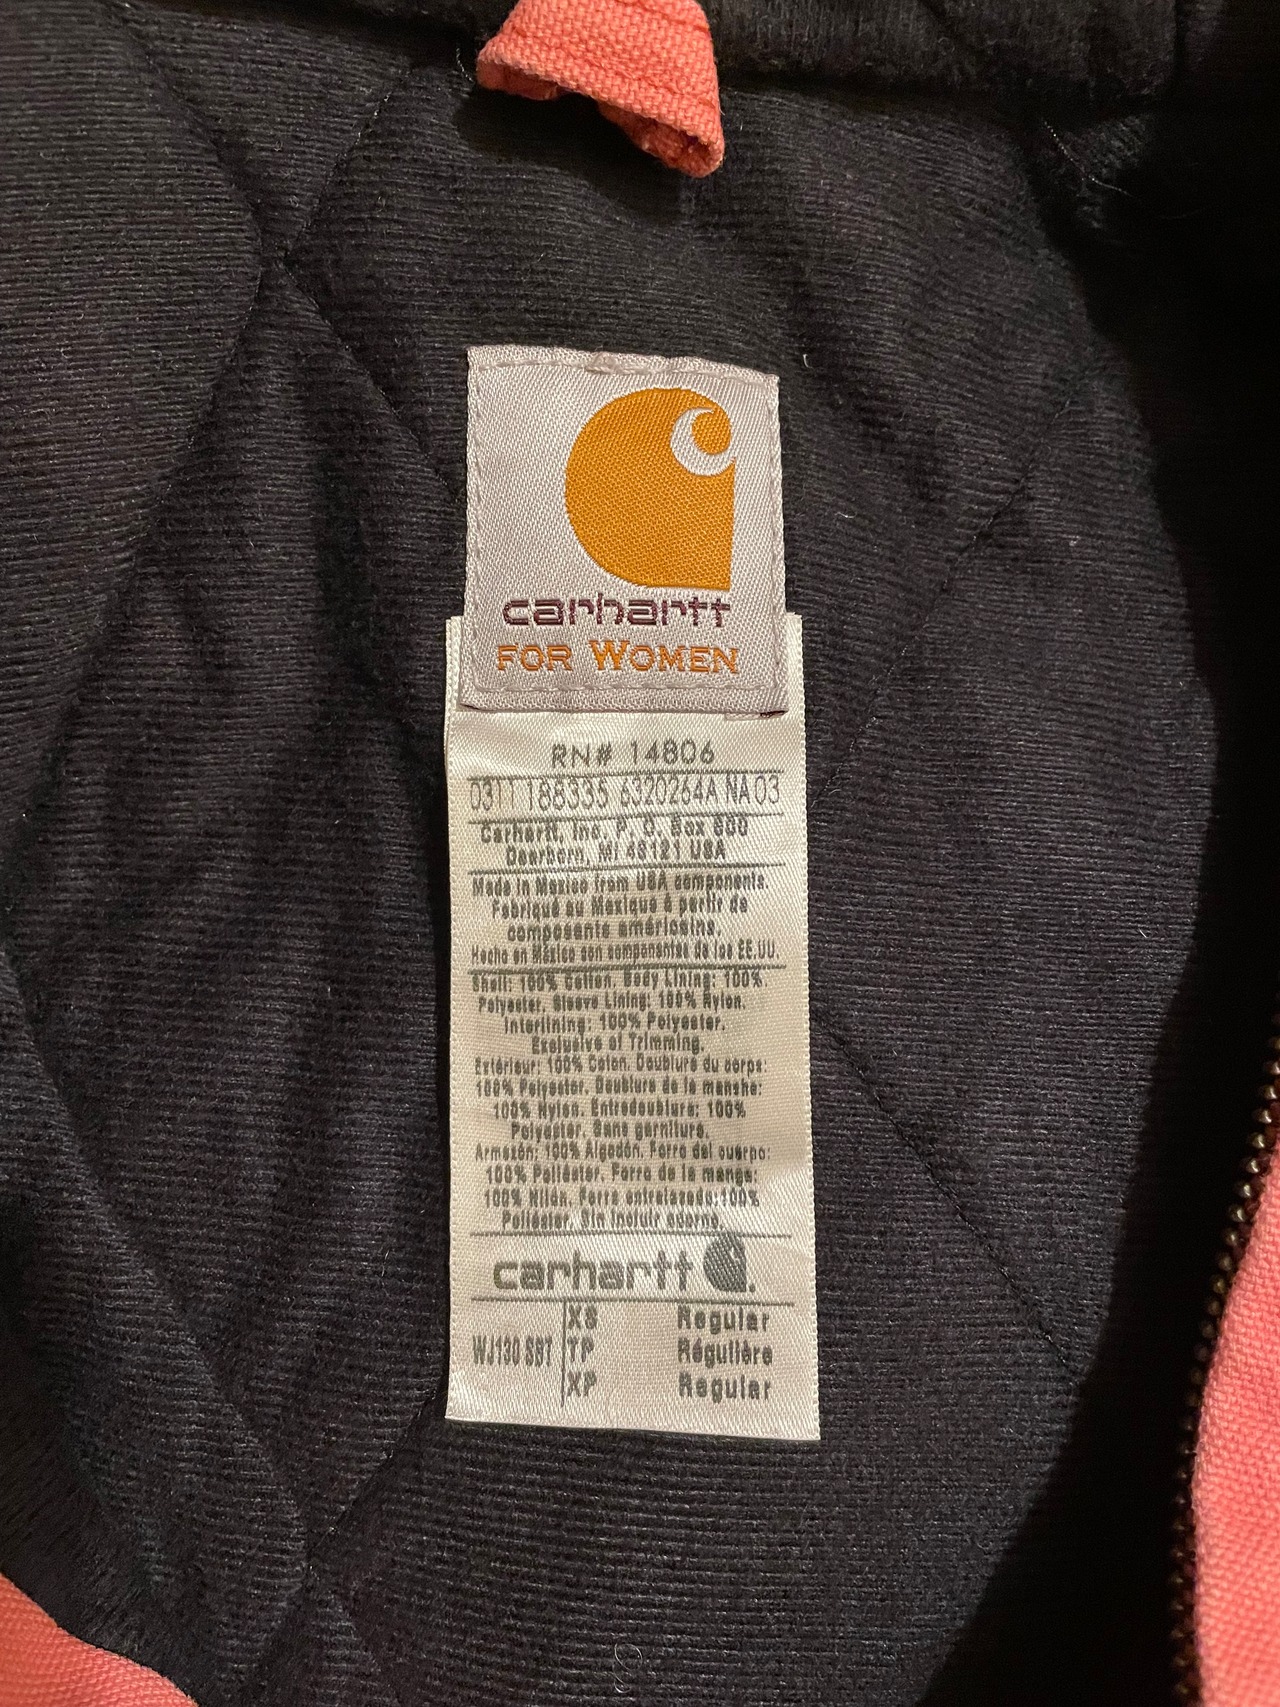 carhartt
FOR WOMEN
RN# 14806
0311 188335 6320264A NA03
Carhartt, Inc. P. O. Box 600
Dearborn, MI 48121 USA
Made in Mexico from USA components.
Fabriqué au Mexique à partir de
composants américains.
Hecho en México con componentes de los EE.UU.
Shell: 100% Cotton. Body Lining: 100%
Polyester. Sleeve Lining: 100% Nylon.
Interlining: 100% Polyester.
Exclusive of Trimming.
Extérieur: 100% Coton. Doublure du corps:
100% Polyester. Doublure de la manche:
100% Nylon. Entredoublure: 100%
Polyester. Sans garniture.
Armazón: 100% Algodón. Forro del cuerpo:
100% Poliéster. Forro de la manga:
100% Nilón. Forro entrelazado:100%
Poliéster. Sin incluir adorno.
carhartt
WJ130 SBT
XS Regular
TP Régulière
XP Regular